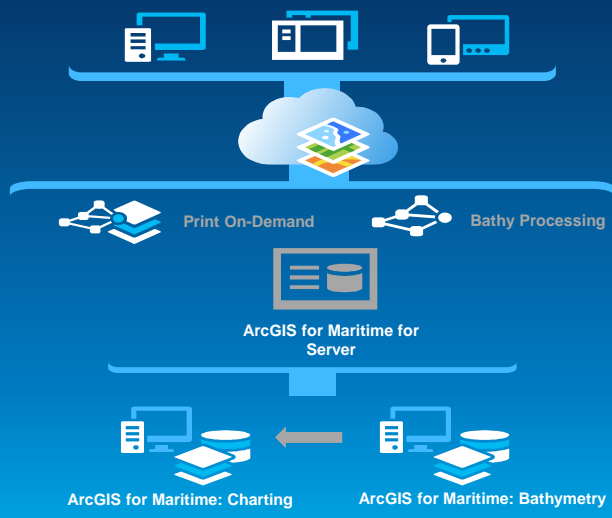 Print On-Demand
Bathy Processing
ArcGIS for Maritime for
Server
ArcGIS for Maritime: Charting
ArcGIS for Maritime: Bathymetry